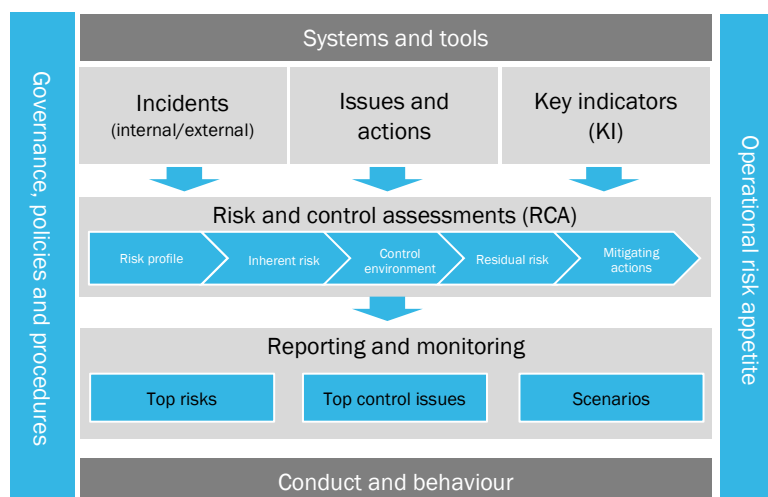 Governance, policies and procedures
Systems and tools
Incidents
(internal/external)
Issues and
actions
Key indicators
(KI)
Risk and control assessments (RCA)
Risk profile
Inherent risk
Control
environment
Residual risk
Mitigating
actions
Reporting and monitoring
Top risks
Top control issues
Scenarios
Conduct and behaviour
Operational risk appetite